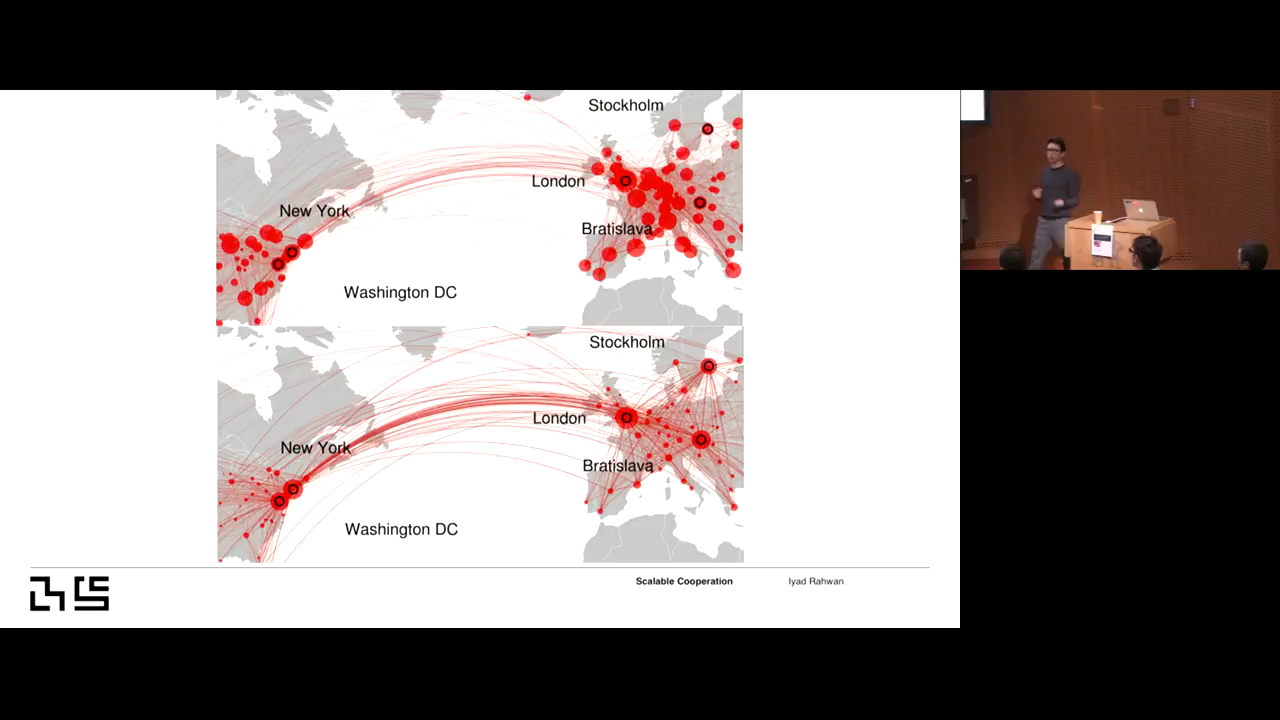 Stockholm
London
New York
Bratislava
Washington DC
Stockholm
London
New York
Bratislava
Washington DC
Scalable Cooperation
Iyad Rahwan